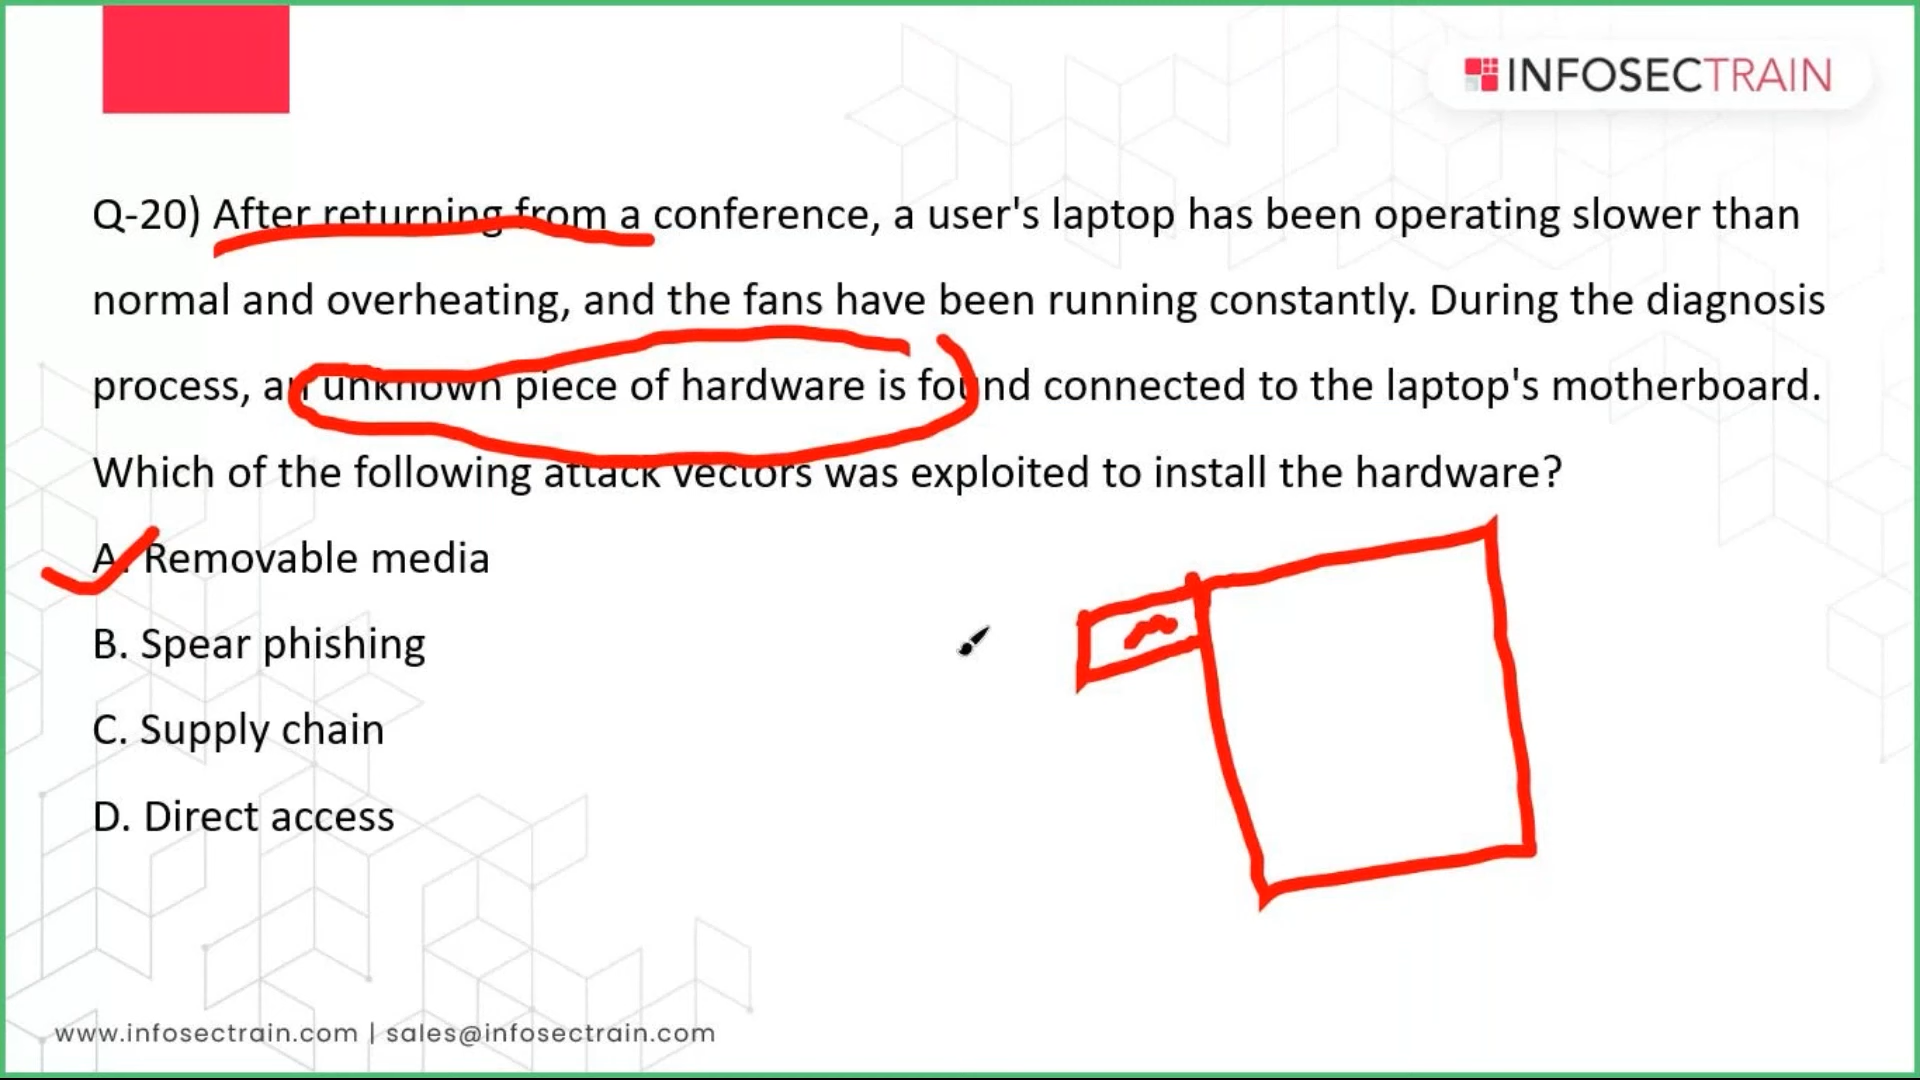 INFOSECTRAIN
Q-20) After returning from a conference, a user's laptop has been operating slower than
normal and overheating, and the fans have been running constantly. During the diagnosis
process, an unknown piece of hardware is found connected to the laptop's motherboard.
Which of the following attack vectors was exploited to install the hardware?
A. Removable media
B. Spear phishing
C. Supply chain
D. Direct access
www.infosectrain.com | sales@infosectrain.com